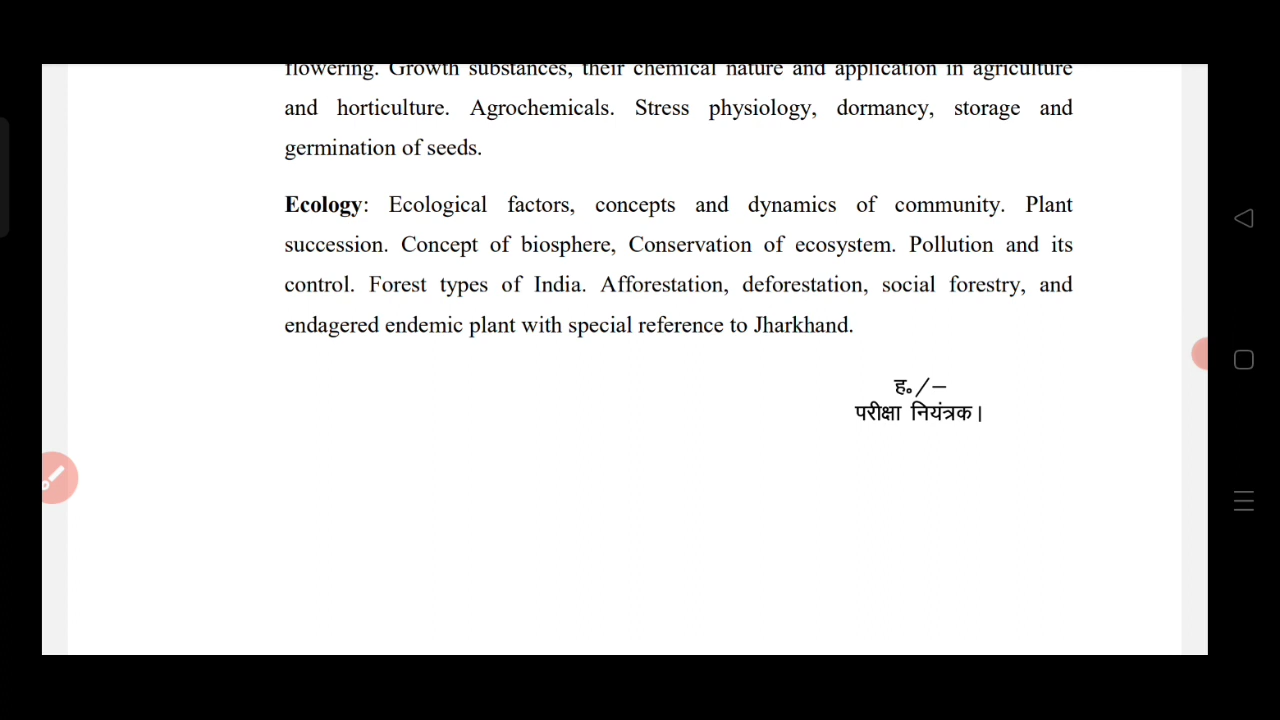 flowering. Growth substances, their chemical nature and application in agriculture
and horticulture. Agrochemicals. Stress physiology, dormancy, storage and
germination of seeds.
Ecology: Ecological factors, concepts and dynamics of community. Plant
succession. Concept of biosphere, Conservation of ecosystem. Pollution and its
control. Forest types of India. Afforestation, deforestation, social forestry, and
endagered endemic plant with special reference to Jharkhand.
ह॰/–
परीक्षा नियंत्रक।